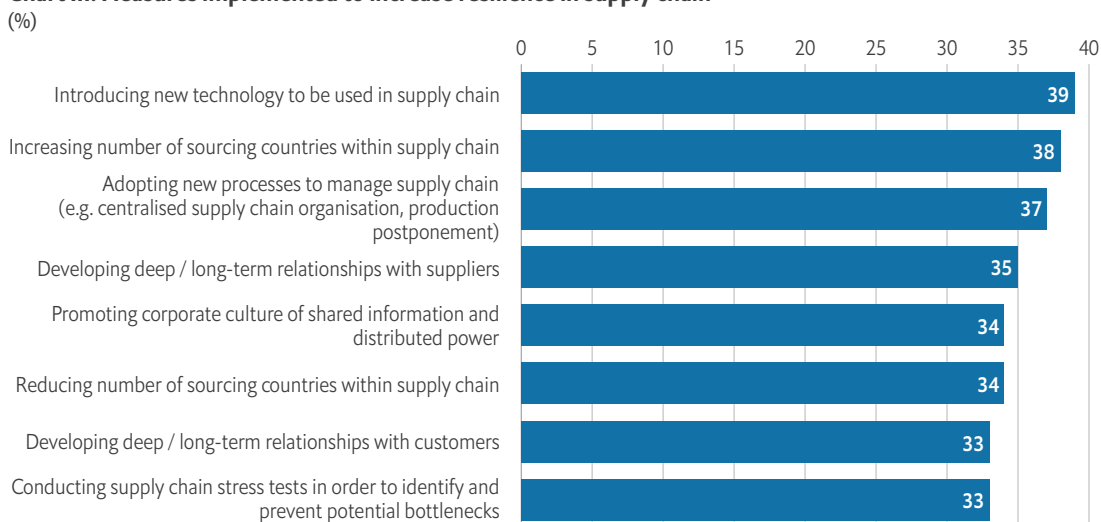 (%)
0 5 10 15 20 25 30 35 40
Introducing new technology to be used in supply chain 39
Increasing number of sourcing countries within supply chain 38
Adopting new processes to manage supply chain
(e.g. centralised supply chain organisation, production
postponement) 37
Developing deep / long-term relationships with suppliers 35
Promoting corporate culture of shared information and
distributed power 34
Reducing number of sourcing countries within supply chain 34
Developing deep / long-term relationships with customers 33
Conducting supply chain stress tests in order to identify and
prevent potential bottlenecks 33